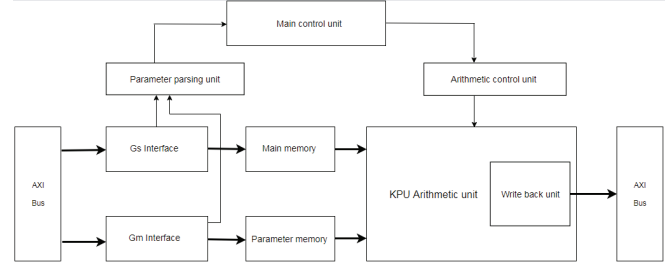 Main control unit
Parameter parsing unit
Arithmetic control unit
AXI
Bus
Gs Interface
Main memory
KPU Arithmetic unit
Write back unit
AXI
Bus
Gm Interface
Parameter memory